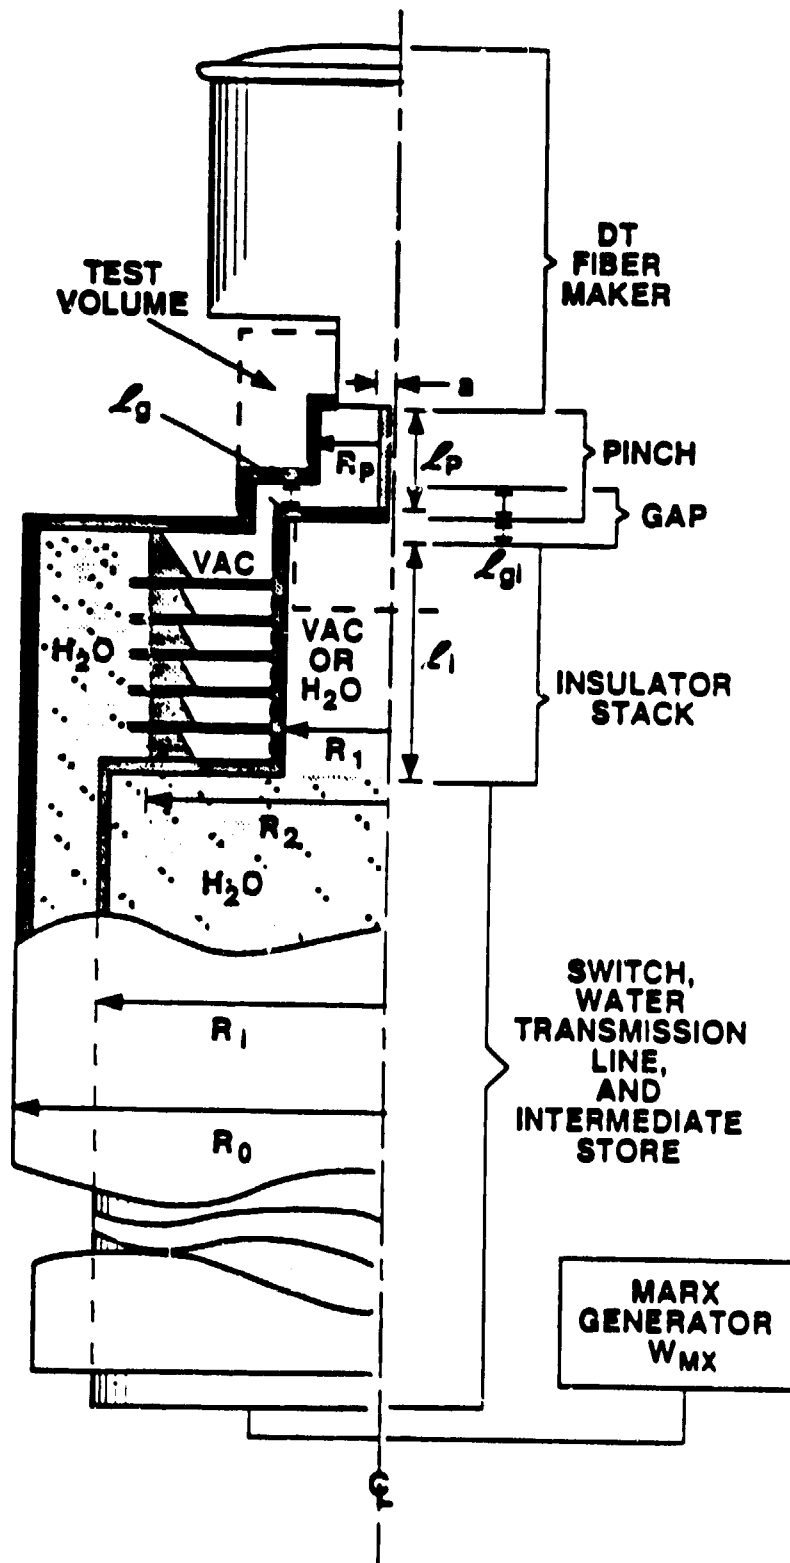 DT
FIBER
MAKER
TEST
VOLUME
a
ℒg
Rp
ℓp
PINCH
GAP
ℒgi
VAC
H₂O
VAC
OR
H₂O
ℓi
INSULATOR
STACK
R₁
R₂
H₂O
SWITCH,
WATER
TRANSMISSION
LINE,
AND
INTERMEDIATE
STORE
Ri
R₀
MARX
GENERATOR
WMX
℄